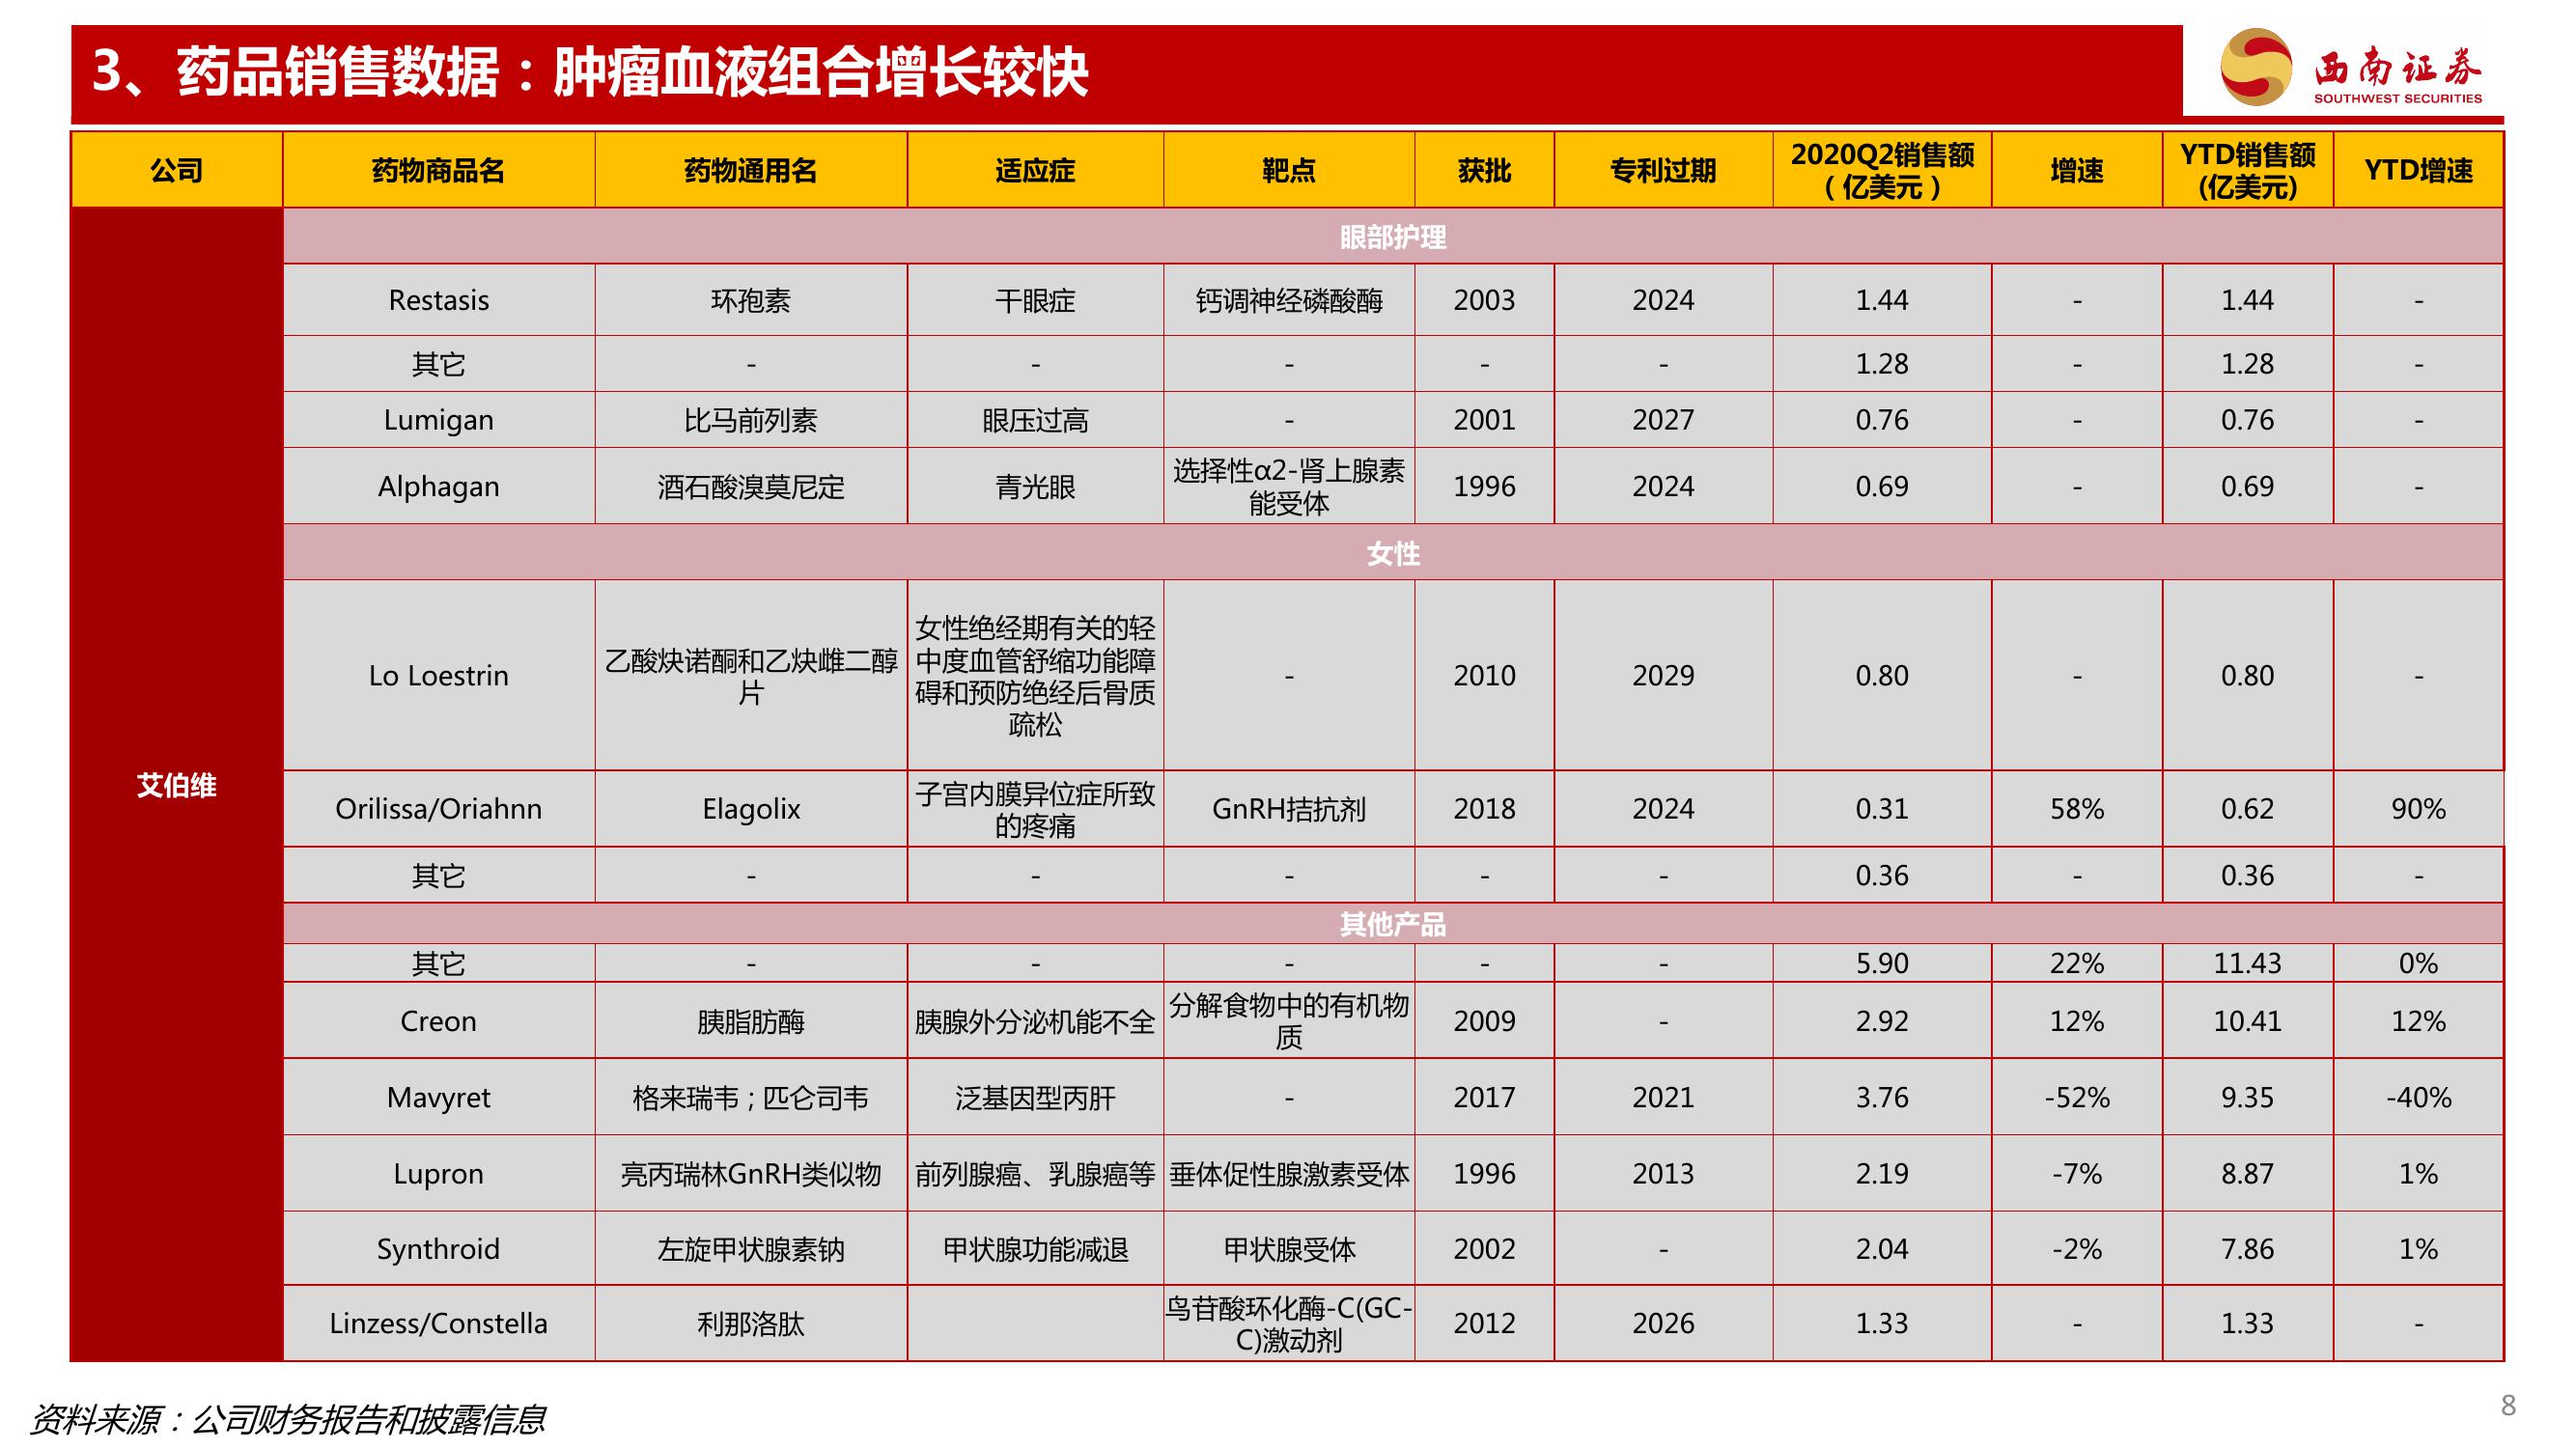 3、药品销售数据：肿瘤血液组合增长较快
西南证券
SOUTHWEST SECURITIES
公司 药物商品名 药物通用名 适应症 靶点 获批 专利过期 2020Q2销售额（亿美元） 增速 YTD销售额(亿美元) YTD增速
艾伯维
眼部护理
Restasis 环孢素 干眼症 钙调神经磷酸酶 2003 2024 1.44 - 1.44 -
其它 - - - - - 1.28 - 1.28 -
Lumigan 比马前列素 眼压过高 - 2001 2027 0.76 - 0.76 -
Alphagan 酒石酸溴莫尼定 青光眼 选择性α2-肾上腺素能受体 1996 2024 0.69 - 0.69 -
女性
Lo Loestrin 乙酸炔诺酮和乙炔雌二醇片 女性绝经期有关的轻中度血管舒缩功能障碍和预防绝经后骨质疏松 - 2010 2029 0.80 - 0.80 -
Orilissa/Oriahnn Elagolix 子宫内膜异位症所致的疼痛 GnRH拮抗剂 2018 2024 0.31 58% 0.62 90%
其它 - - - - - 0.36 - 0.36 -
其他产品
其它 - - - - - 5.90 22% 11.43 0%
Creon 胰脂肪酶 胰腺外分泌机能不全 分解食物中的有机物质 2009 - 2.92 12% 10.41 12%
Mavyret 格来瑞韦；匹仑司韦 泛基因型丙肝 - 2017 2021 3.76 -52% 9.35 -40%
Lupron 亮丙瑞林GnRH类似物 前列腺癌、乳腺癌等 垂体促性腺激素受体 1996 2013 2.19 -7% 8.87 1%
Synthroid 左旋甲状腺素钠 甲状腺功能减退 甲状腺受体 2002 - 2.04 -2% 7.86 1%
Linzess/Constella 利那洛肽 鸟苷酸环化酶-C(GC-C)激动剂 2012 2026 1.33 - 1.33 -
资料来源：公司财务报告和披露信息
8